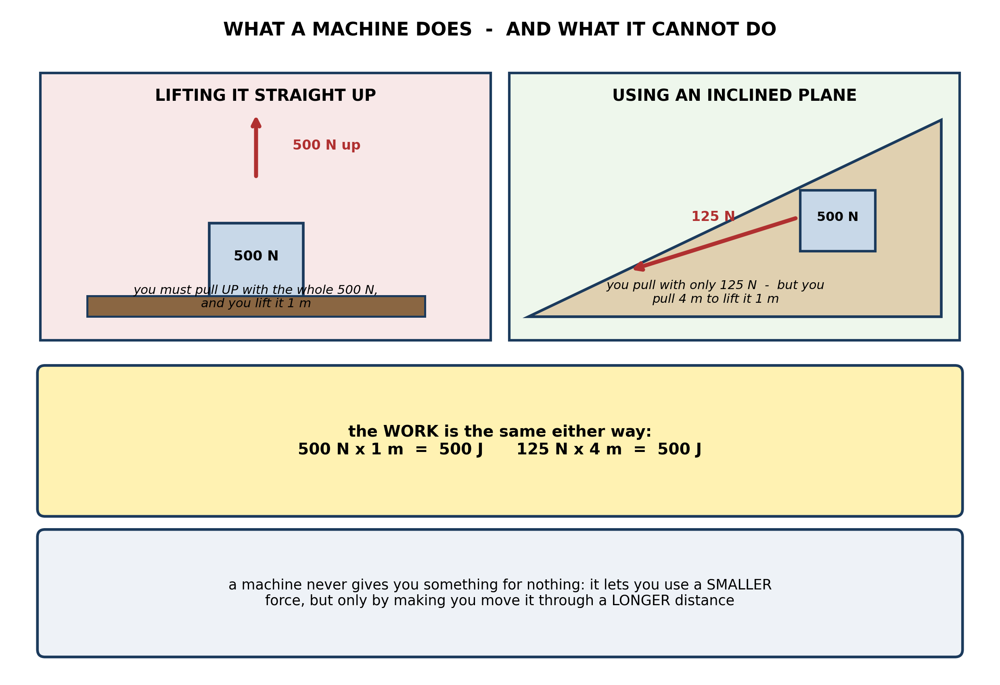 WHAT A MACHINE DOES - AND WHAT IT CANNOT DO
LIFTING IT STRAIGHT UP
500 N up
500 N
you must pull UP with the whole 500 N,
and you lift it 1 m
USING AN INCLINED PLANE
125 N
500 N
you pull with only 125 N - but you
pull 4 m to lift it 1 m
the WORK is the same either way:
500 N x 1 m = 500 J 125 N x 4 m = 500 J
a machine never gives you something for nothing: it lets you use a SMALLER
force, but only by making you move it through a LONGER distance